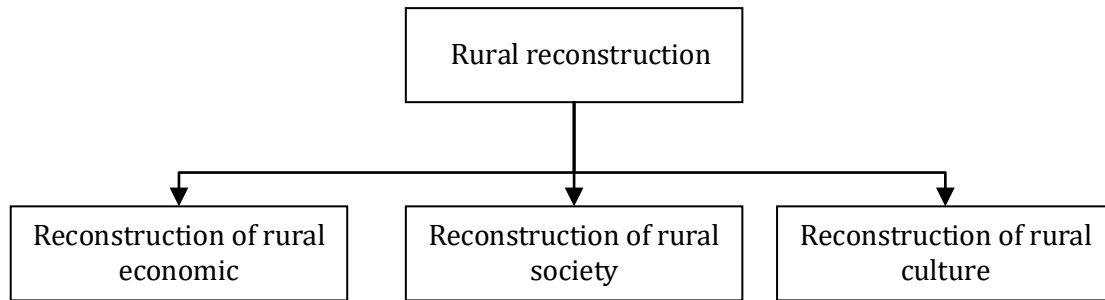 Rural reconstruction
Reconstruction of rural
economic
Reconstruction of rural
society
Reconstruction of rural
culture